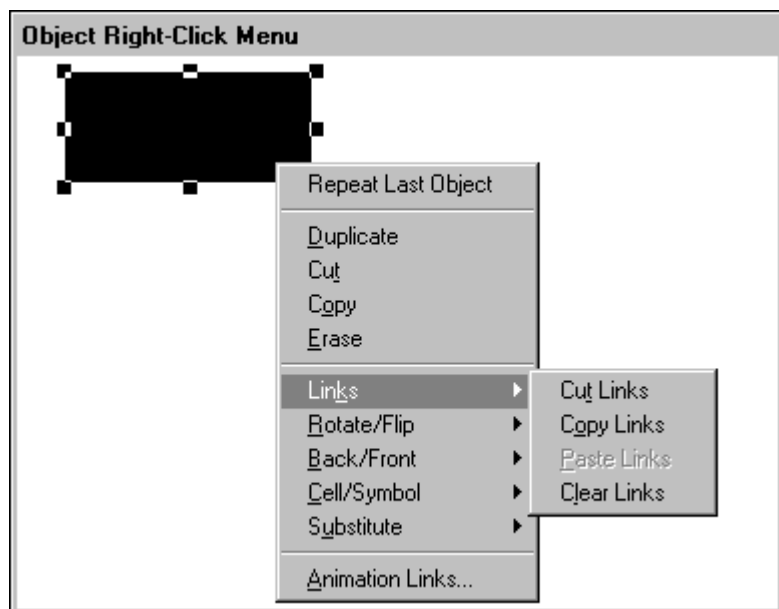 Object Right-Click Menu
Repeat Last Object
Duplicate
Cut
Copy
Erase
Links
Rotate/Flip
Back/Front
Cell/Symbol
Substitute
Animation Links...
Cut Links
Copy Links
Paste Links
Clear Links